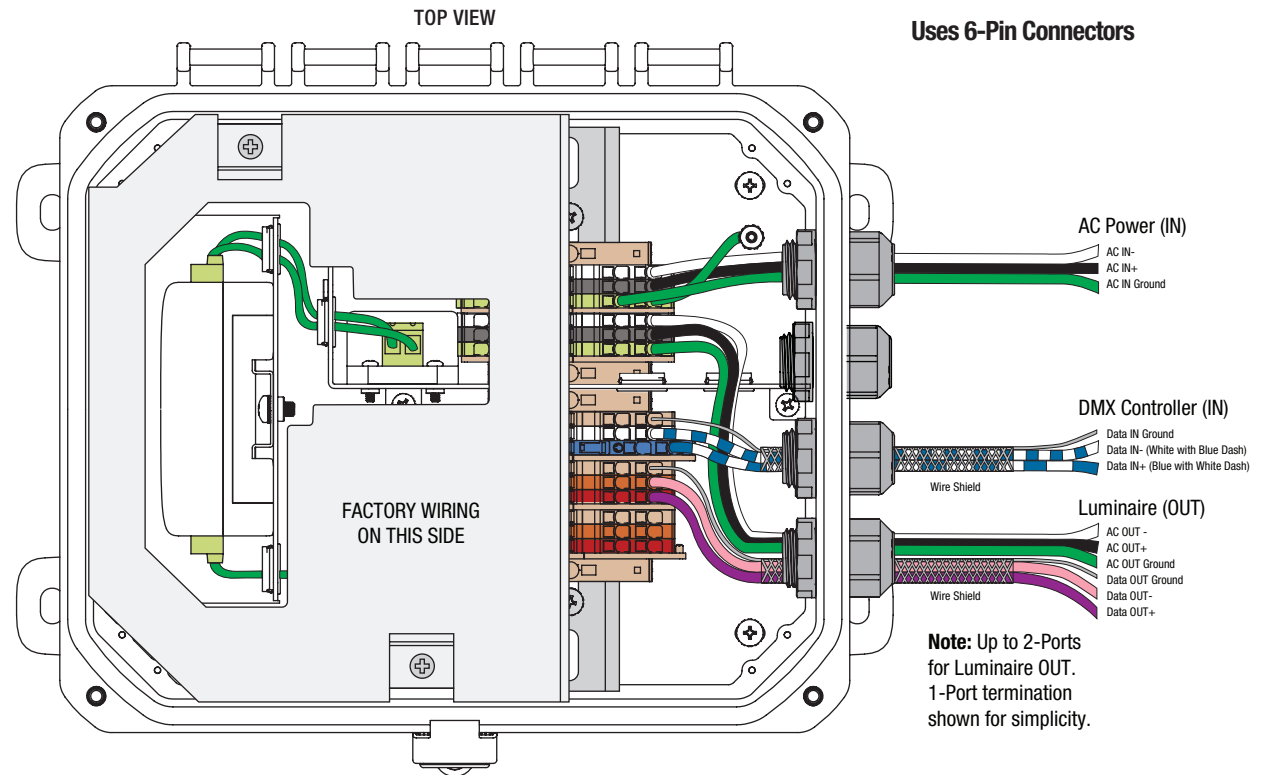 TOP VIEW
Uses 6-Pin Connectors
AC Power (IN)
AC IN-
AC IN+
AC IN Ground
DMX Controller (IN)
Data IN Ground
Data IN- (White with Blue Dash)
Data IN+ (Blue with White Dash)
Wire Shield
Luminaire (OUT)
AC OUT -
AC OUT+
AC OUT Ground
Data OUT Ground
Data OUT-
Data OUT+
Wire Shield
FACTORY WIRING
ON THIS SIDE
Note: Up to 2-Ports
for Luminaire OUT.
1-Port termination
shown for simplicity.